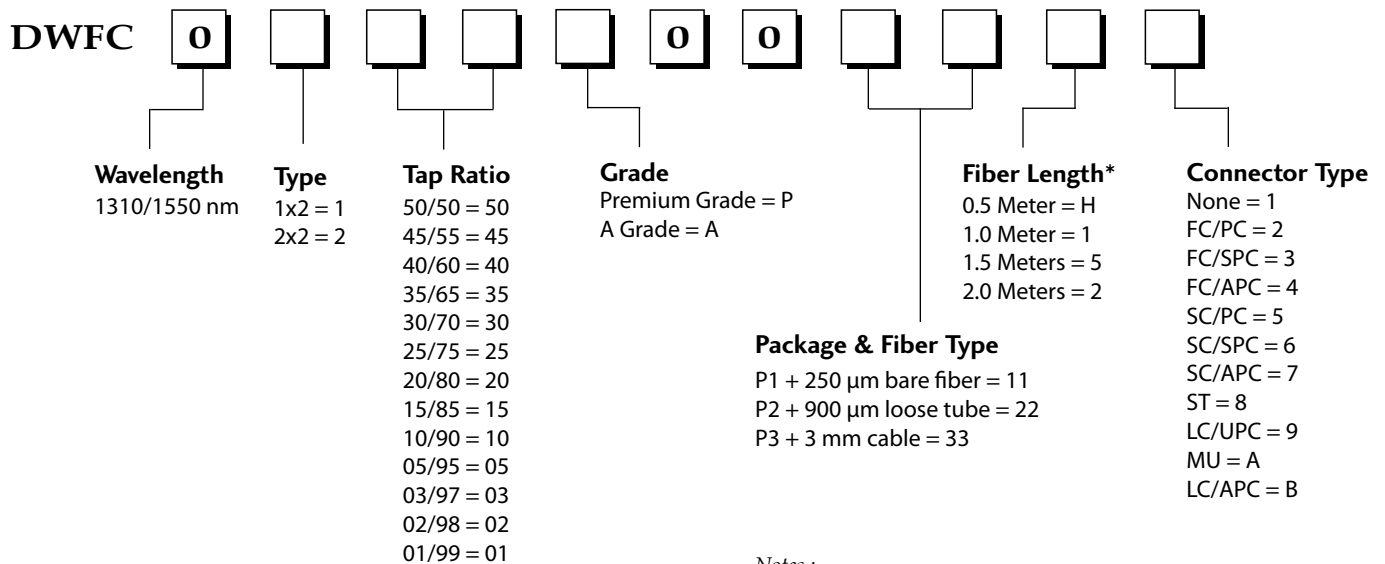 DWFC 0 0 0
Wavelength
1310/1550 nm
Type
1x2 = 1
2x2 = 2
Tap Ratio
50/50 = 50
45/55 = 45
40/60 = 40
35/65 = 35
30/70 = 30
25/75 = 25
20/80 = 20
15/85 = 15
10/90 = 10
05/95 = 05
03/97 = 03
02/98 = 02
01/99 = 01
Grade
Premium Grade = P
A Grade = A
Package & Fiber Type
P1 + 250 µm bare fiber = 11
P2 + 900 µm loose tube = 22
P3 + 3 mm cable = 33
Fiber Length*
0.5 Meter = H
1.0 Meter = 1
1.5 Meters = 5
2.0 Meters = 2
Connector Type
None = 1
FC/PC = 2
FC/SPC = 3
FC/APC = 4
SC/PC = 5
SC/SPC = 6
SC/APC = 7
ST = 8
LC/UPC = 9
MU = A
LC/APC = B
Notes :